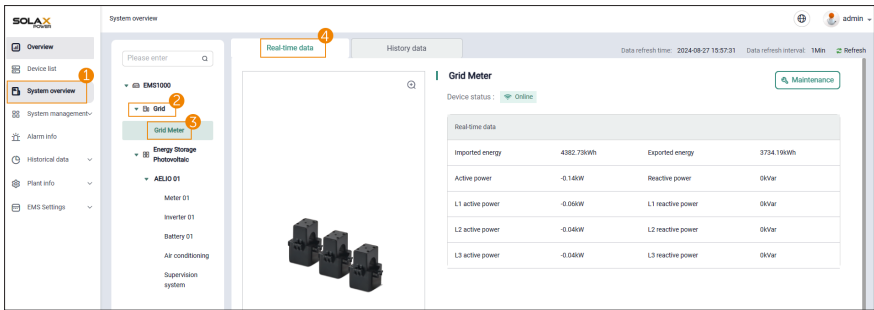 SOLAX
POWER
System overview
admin
Overview
Device list
1
System overview
System management
Alarm info
Historical data
Plant info
EMS Settings
Please enter
EMS1000
2
Grid
3
Grid Meter
Energy Storage
Photovoltaic
AELIO 01
Meter 01
Inverter 01
Battery 01
Air conditioning
Supervision
system
4
Real-time data
History data
Data refresh time: 2024-08-27 15:57:31 Data refresh interval: 1Min Refresh
Grid Meter
Maintenance
Device status : Online
Real-time data
Imported energy 4382.73kWh Exported energy 3734.19kWh
Active power -0.14kW Reactive power 0kVar
L1 active power -0.06kW L1 reactive power 0kVar
L2 active power -0.04kW L2 reactive power 0kVar
L3 active power -0.04kW L3 reactive power 0kVar